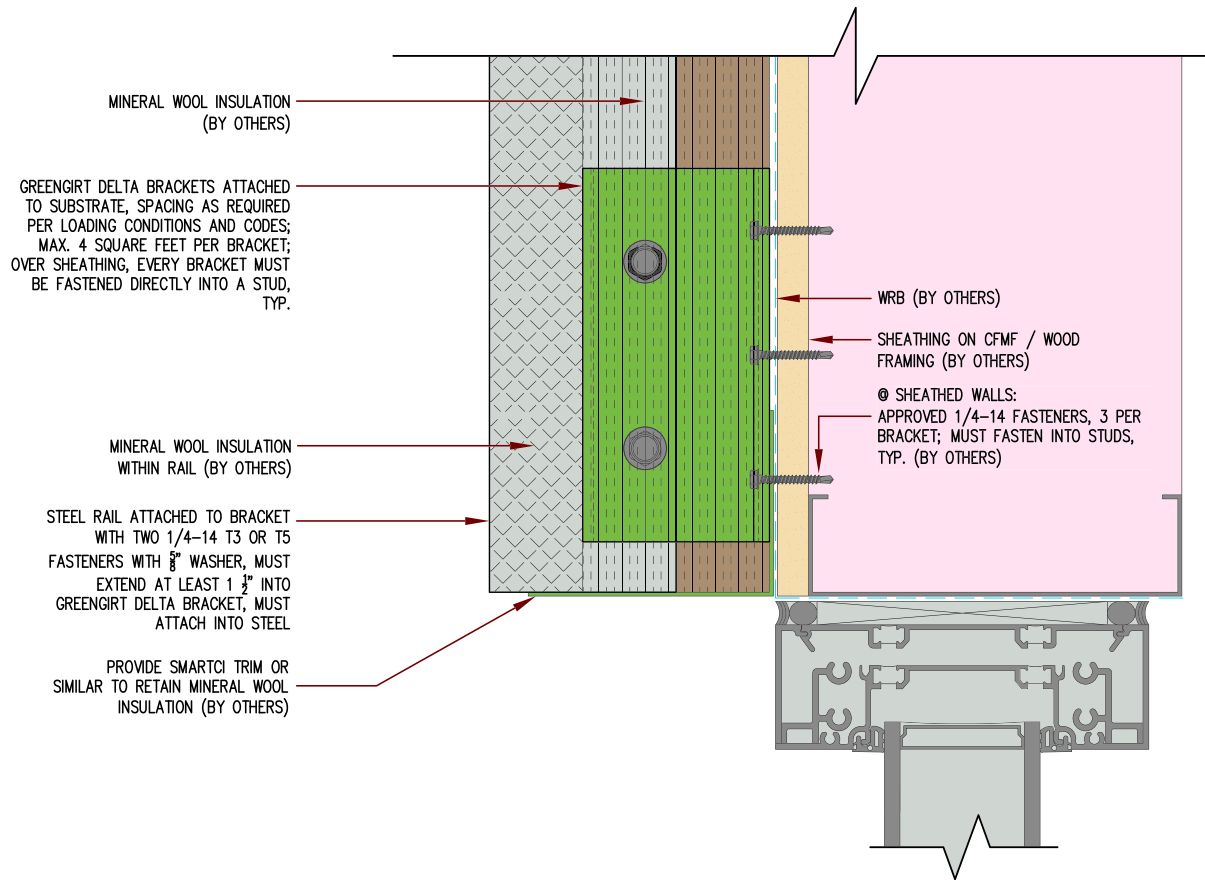 MINERAL WOOL INSULATION
(BY OTHERS)
GREENGIRT DELTA BRACKETS ATTACHED
TO SUBSTRATE, SPACING AS REQUIRED
PER LOADING CONDITIONS AND CODES;
MAX. 4 SQUARE FEET PER BRACKET;
OVER SHEATHING, EVERY BRACKET MUST
BE FASTENED DIRECTLY INTO A STUD,
TYP.
MINERAL WOOL INSULATION
WITHIN RAIL (BY OTHERS)
STEEL RAIL ATTACHED TO BRACKET
WITH TWO 1/4-14 T3 OR T5
FASTENERS WITH 5/8" WASHER, MUST
EXTEND AT LEAST 1 1/2" INTO
GREENGIRT DELTA BRACKET, MUST
ATTACH INTO STEEL
PROVIDE SMARTCI TRIM OR
SIMILAR TO RETAIN MINERAL WOOL
INSULATION (BY OTHERS)
WRB (BY OTHERS)
SHEATHING ON CFMF / WOOD
FRAMING (BY OTHERS)
@ SHEATHED WALLS:
APPROVED 1/4-14 FASTENERS, 3 PER
BRACKET; MUST FASTEN INTO STUDS,
TYP. (BY OTHERS)